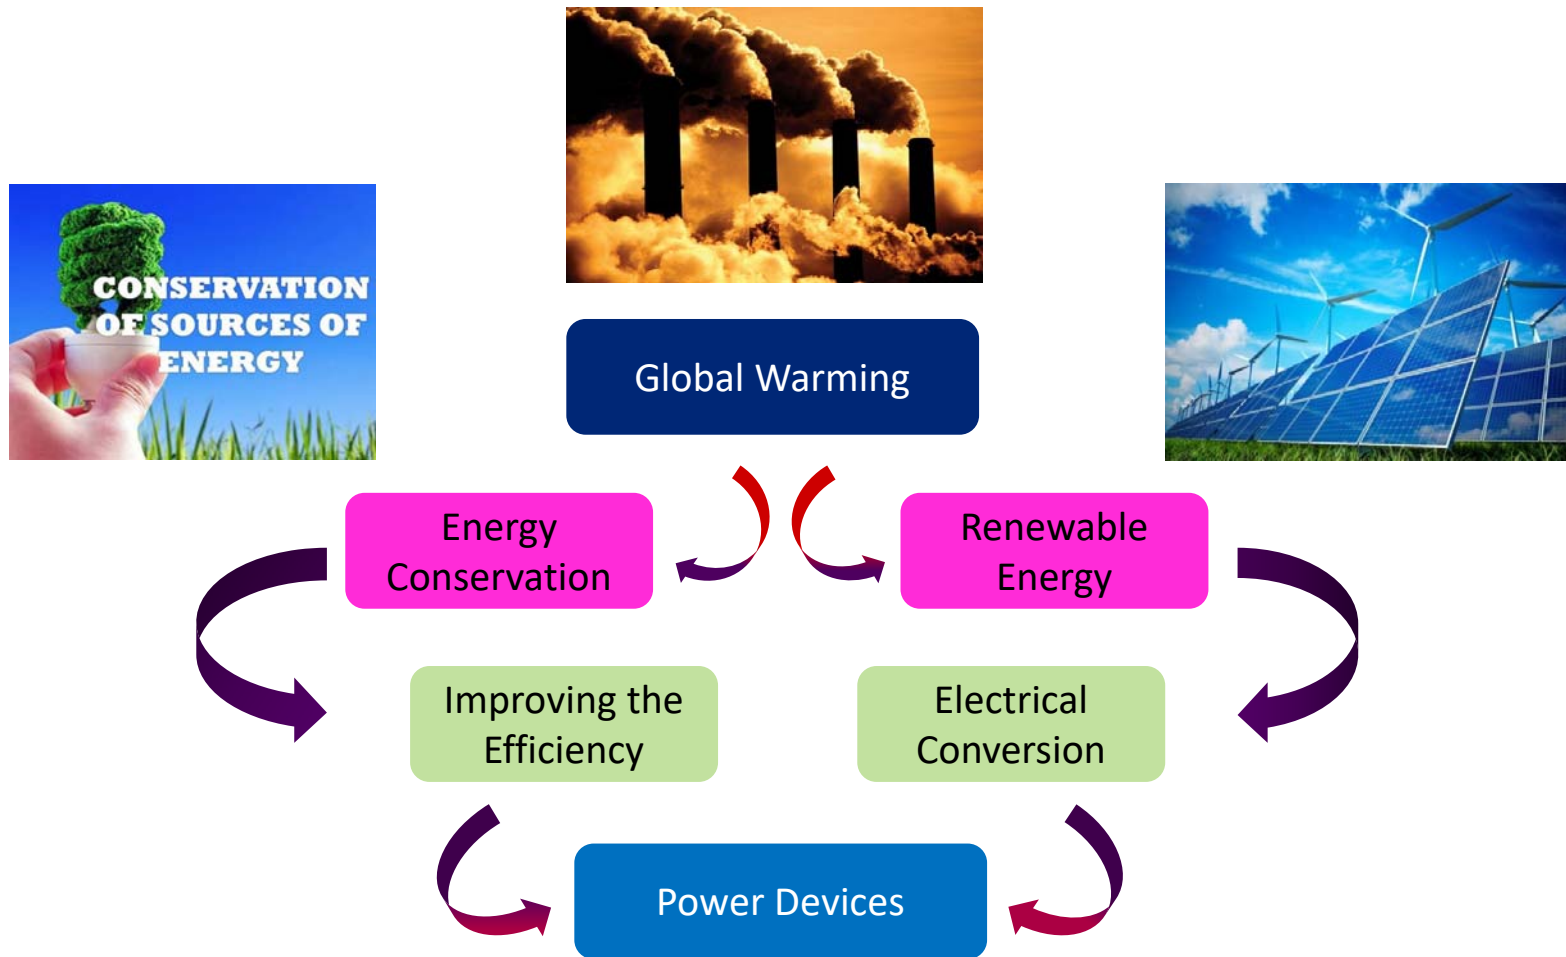 CONSERVATION
OF SOURCES OF
ENERGY
Global Warming
Energy
Conservation
Renewable
Energy
Improving the
Efficiency
Electrical
Conversion
Power Devices